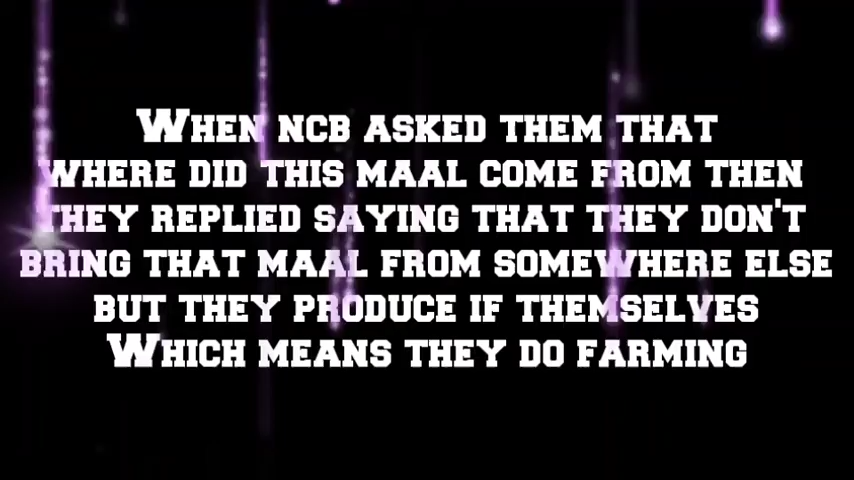 When NCB asked them that
where did this maal come from then
they replied saying that they don't
bring that maal from somewhere else
but they produce if themselves
Which means they do farming